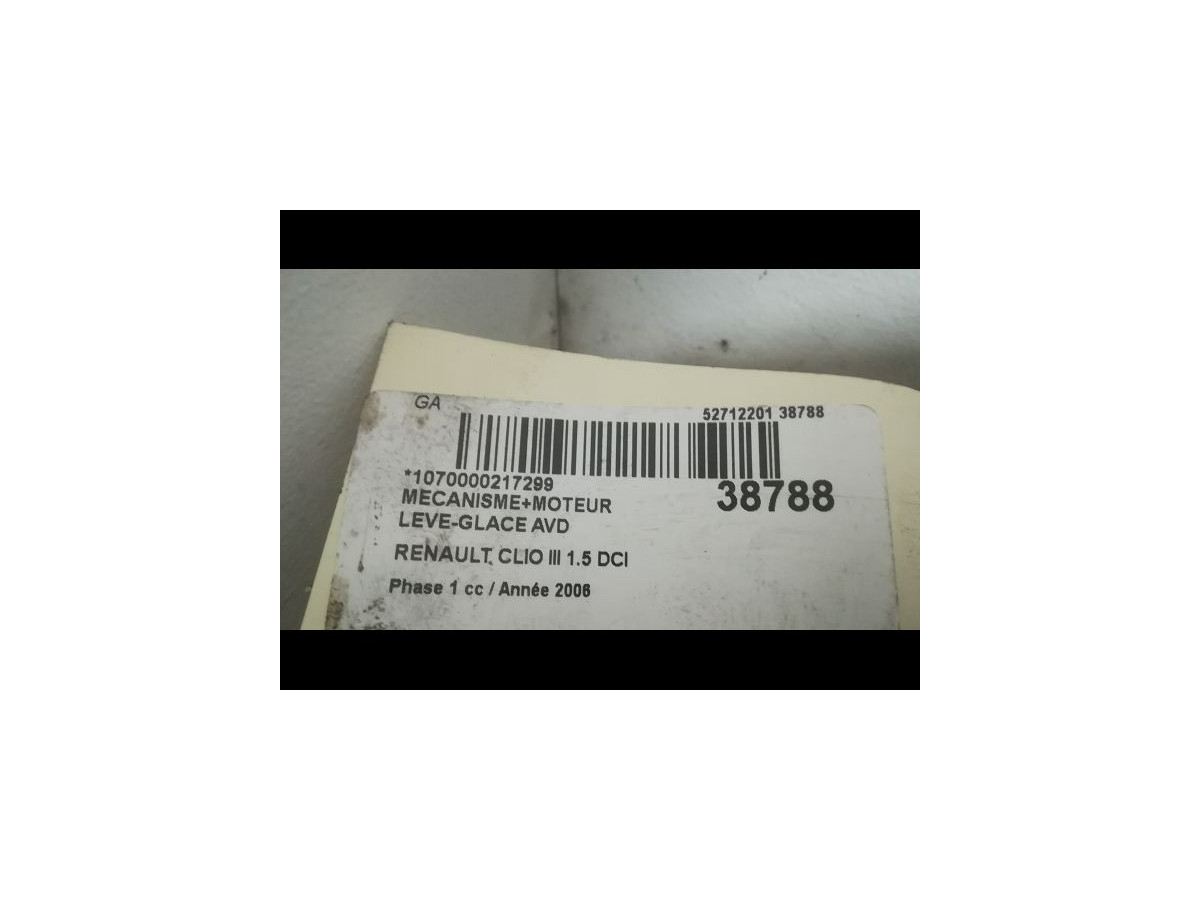 GA
52712201 38788
*1070000217299
38788
MECANISME+MOTEUR
LEVE-GLACE AVD
RENAULT CLIO III 1.5 DCI
Phase 1 cc / Année 2006